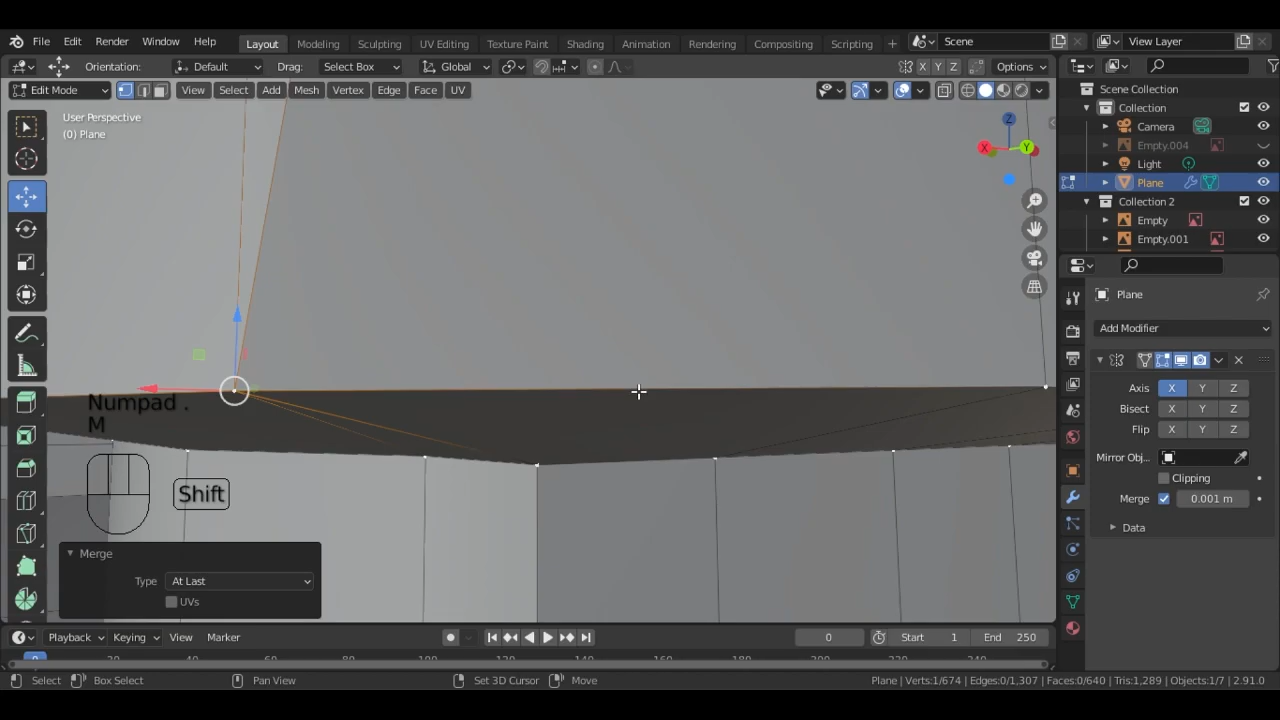 File Edit Render Window Help Layout Modeling Sculpting UV Editing Texture Paint Shading Animation Rendering Compositing Scripting + Scene View Layer
Orientation: Default Drag: Select Box Global X Y Z Options
Edit Mode View Select Add Mesh Vertex Edge Face UV
User Perspective
(0) Plane
Z
X Y
Scene Collection
Collection
Camera
Empty.004
Light
Plane
Collection 2
Empty
Empty.001
Plane
Add Modifier
Axis X Y Z
Bisect X Y Z
Flip X Y Z
Mirror Obj...
Clipping
Merge 0.001 m
Data
Numpad .
M
Shift
Merge
Type At Last
UVs
Playback Keying View Marker 0 Start 1 End 250
0
Select Box Select Pan View Set 3D Cursor Move Plane | Verts:1/674 | Edges:0/1,307 | Faces:0/640 | Tris:1,289 | Objects:1/7 | 2.91.0